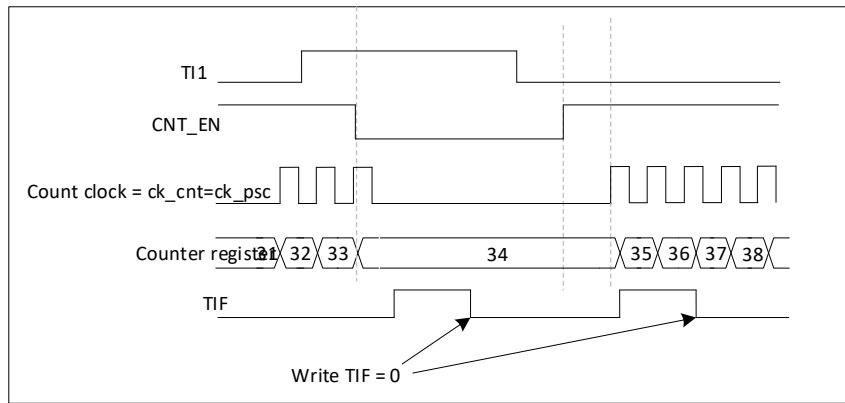 TI1
CNT_EN
Count clock = ck_cnt=ck_psc
Counter register 31 32 33 34 35 36 37 38
TIF
Write TIF = 0